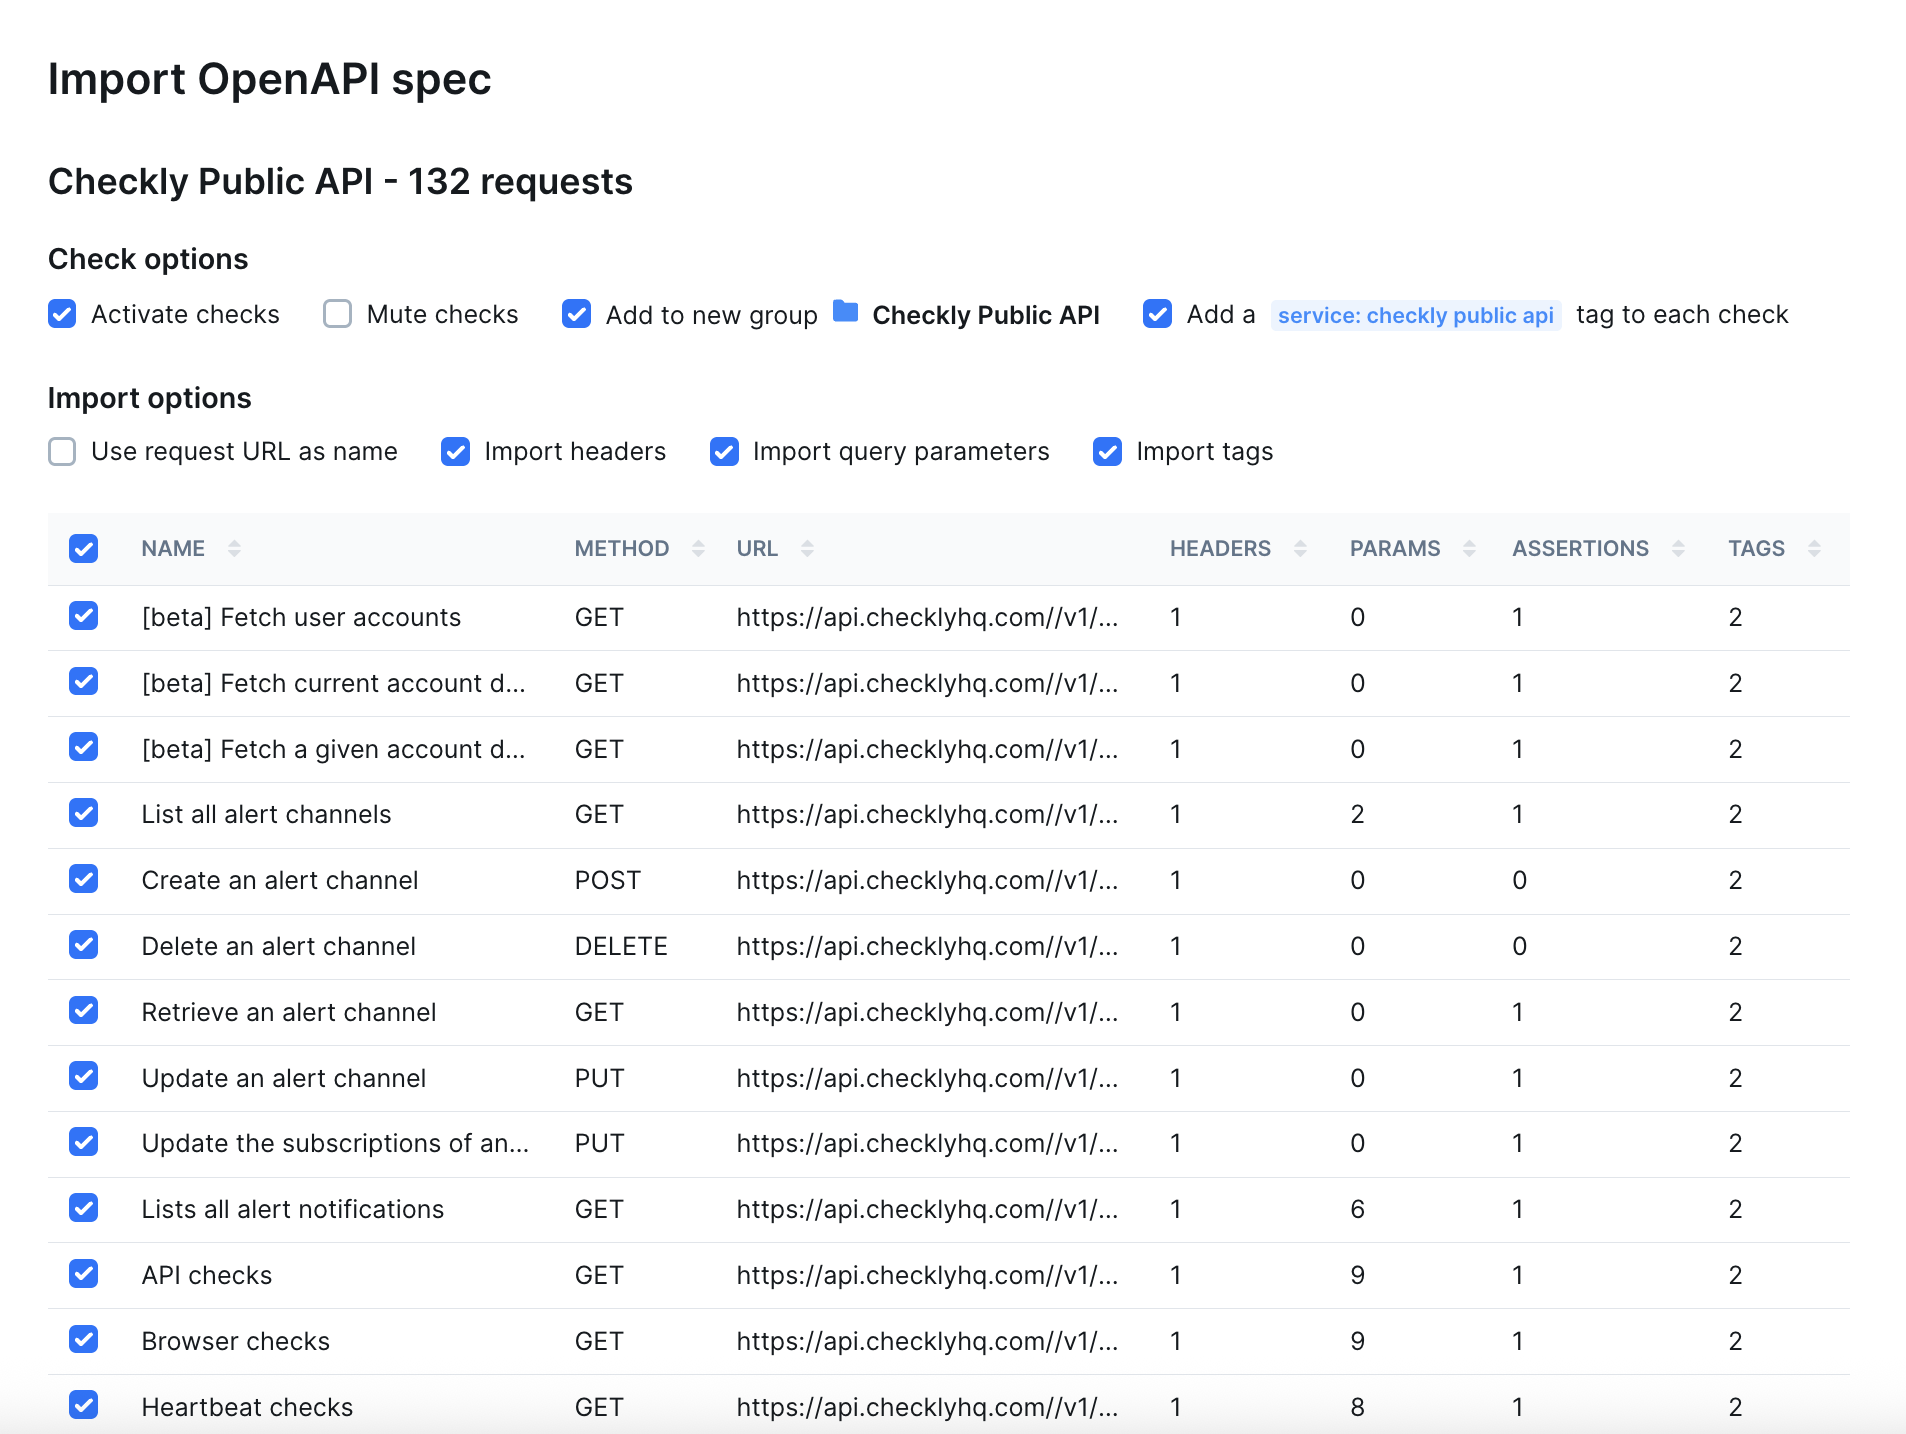 Import OpenAPI spec
Checkly Public API - 132 requests
Check options
Activate checks Mute checks Add to new group Checkly Public API Add a service: checkly public api tag to each check
Import options
Use request URL as name Import headers Import query parameters Import tags
NAME METHOD URL HEADERS PARAMS ASSERTIONS TAGS
[beta] Fetch user accounts GET https://api.checklyhq.com//v1/... 1 0 1 2
[beta] Fetch current account d... GET https://api.checklyhq.com//v1/... 1 0 1 2
[beta] Fetch a given account d... GET https://api.checklyhq.com//v1/... 1 0 1 2
List all alert channels GET https://api.checklyhq.com//v1/... 1 2 1 2
Create an alert channel POST https://api.checklyhq.com//v1/... 1 0 0 2
Delete an alert channel DELETE https://api.checklyhq.com//v1/... 1 0 0 2
Retrieve an alert channel GET https://api.checklyhq.com//v1/... 1 0 1 2
Update an alert channel PUT https://api.checklyhq.com//v1/... 1 0 1 2
Update the subscriptions of an... PUT https://api.checklyhq.com//v1/... 1 0 1 2
Lists all alert notifications GET https://api.checklyhq.com//v1/... 1 6 1 2
API checks GET https://api.checklyhq.com//v1/... 1 9 1 2
Browser checks GET https://api.checklyhq.com//v1/... 1 9 1 2
Heartbeat checks GET https://api.checklyhq.com//v1/... 1 8 1 2